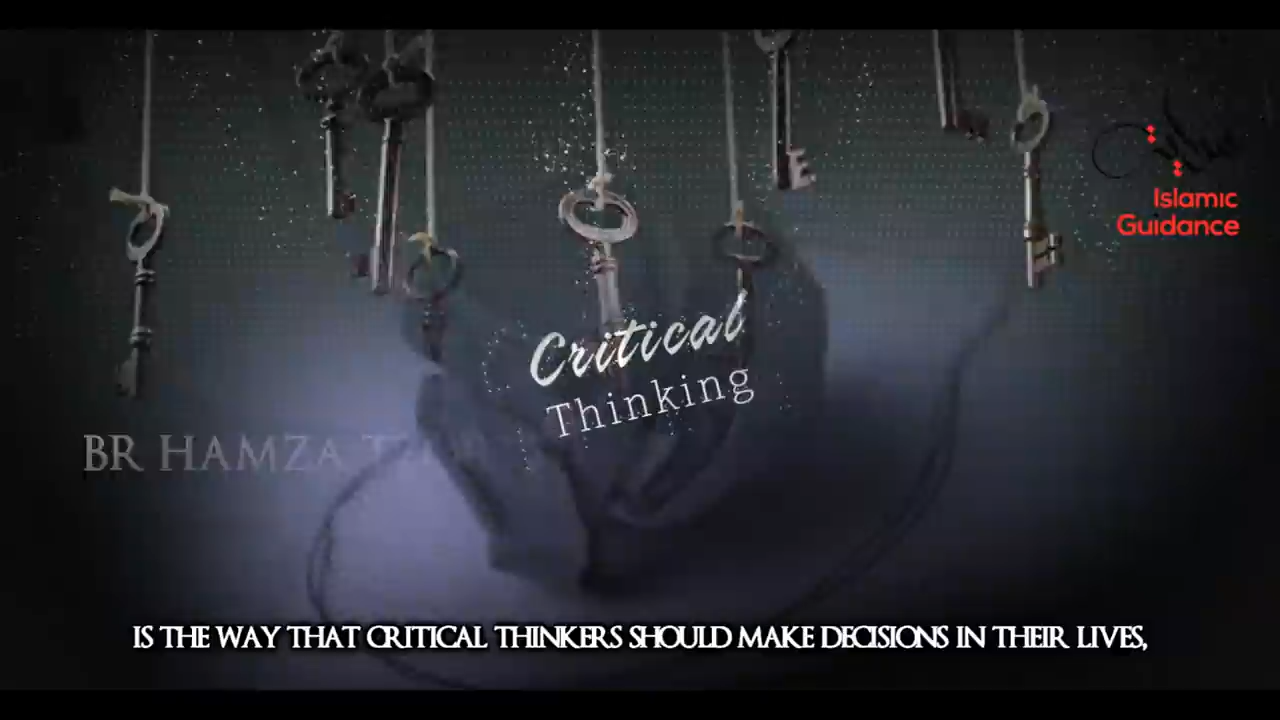 Islamic
Guidance
Critical
Thinking
BR HAMZA
IS THE WAY THAT CRITICAL THINKERS SHOULD MAKE DECISIONS IN THEIR LIVES,